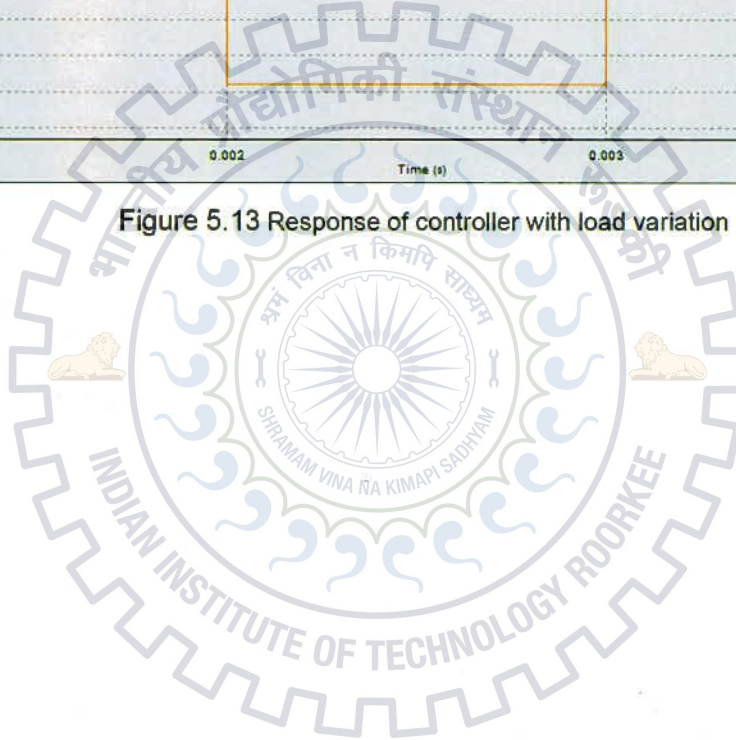 0.002 0.003
Time (s)
Figure 5.13 Response of controller with load variation
भारतीय प्रौद्योगिकी संस्थान रुड़की
श्रमं विना न किमपि साध्यम्
SHRAMAM VINA NA KIMAPI SADHYAM
INDIAN INSTITUTE OF TECHNOLOGY ROORKEE